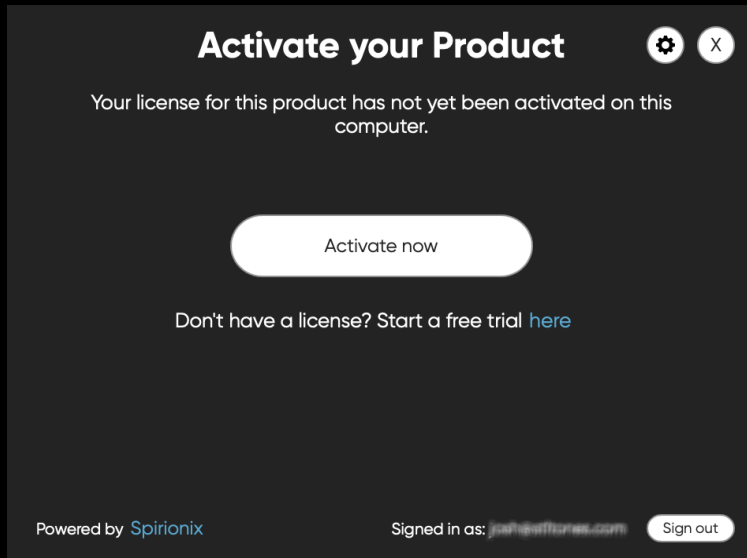 Activate your Product
X
Your license for this product has not yet been activated on this
computer.
Activate now
Don't have a license? Start a free trial here
Powered by Spirionix
Signed in as:
Sign out